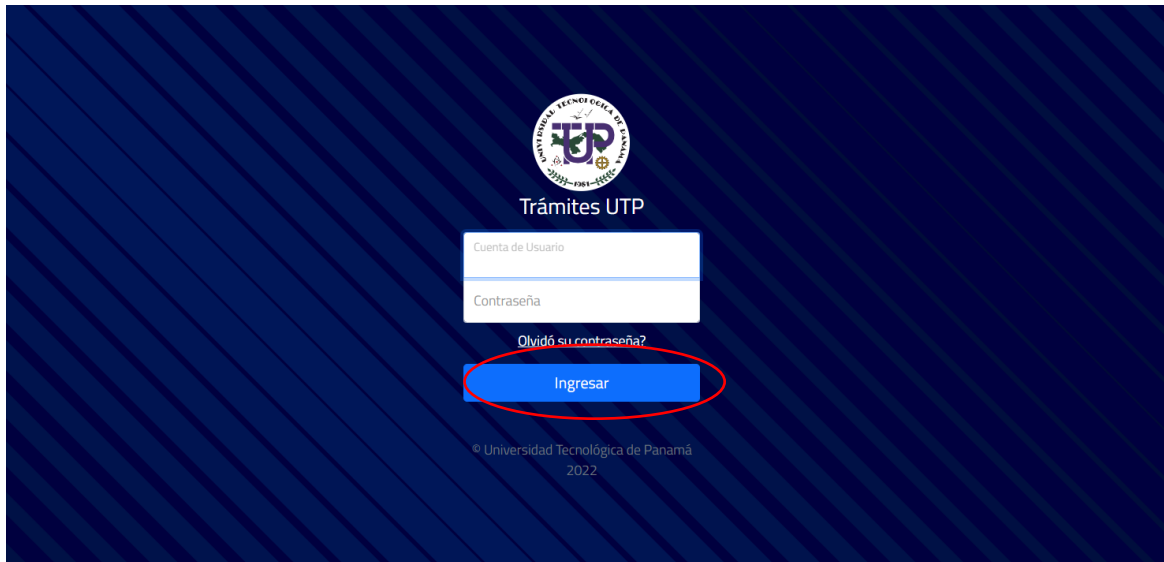 UNIVERSIDAD TECNOLOGICA DE PANAMA
UTP
1981
Trámites UTP
Cuenta de Usuario
Contraseña
Olvidó su contraseña?
Ingresar
© Universidad Tecnológica de Panamá
2022